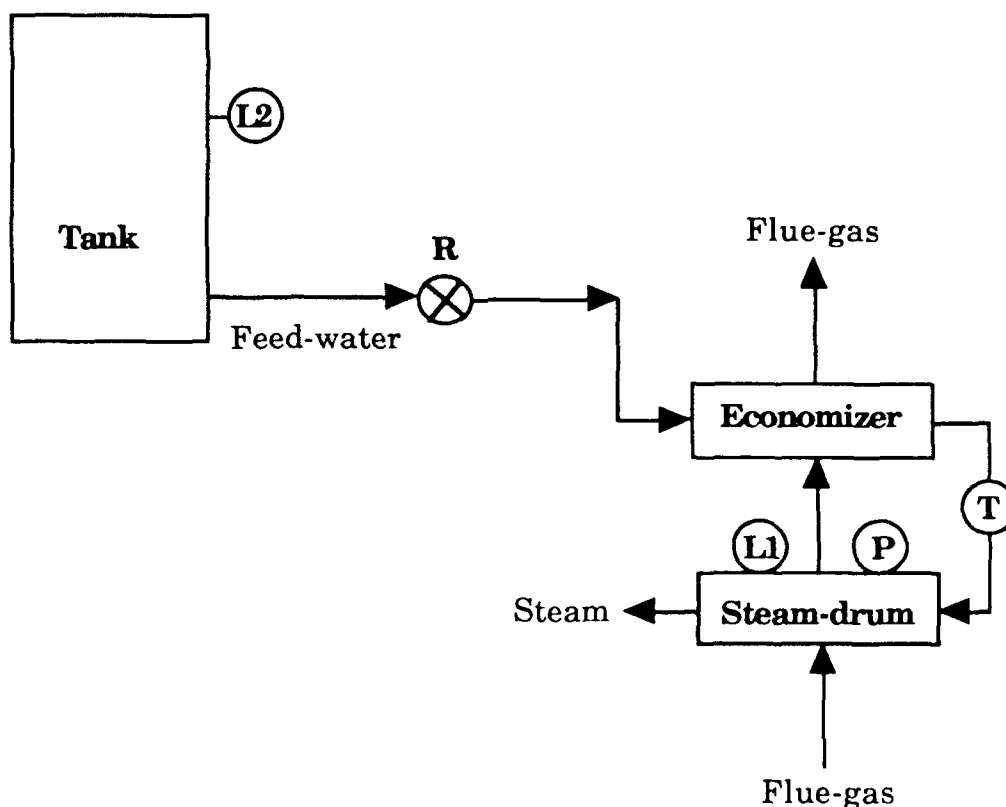 L2
Tank
R
Flue-gas
Feed-water
Economizer
T
L1
P
Steam
Steam-drum
Flue-gas